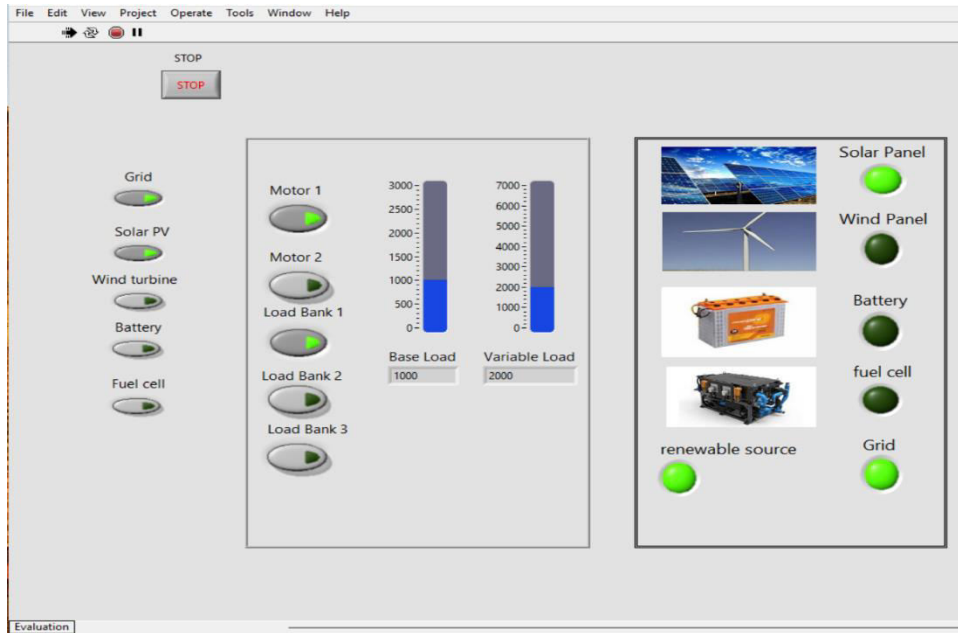 File Edit View Project Operate Tools Window Help
STOP
STOP
Grid
Solar PV
Wind turbine
Battery
Fuel cell
Motor 1
Motor 2
Load Bank 1
Load Bank 2
Load Bank 3
3000
2500
2000
1500
1000
500
0
Base Load
1000
7000
6000
5000
4000
3000
2000
1000
0
Variable Load
2000
Solar Panel
Wind Panel
Battery
fuel cell
renewable source
Grid
Evaluation